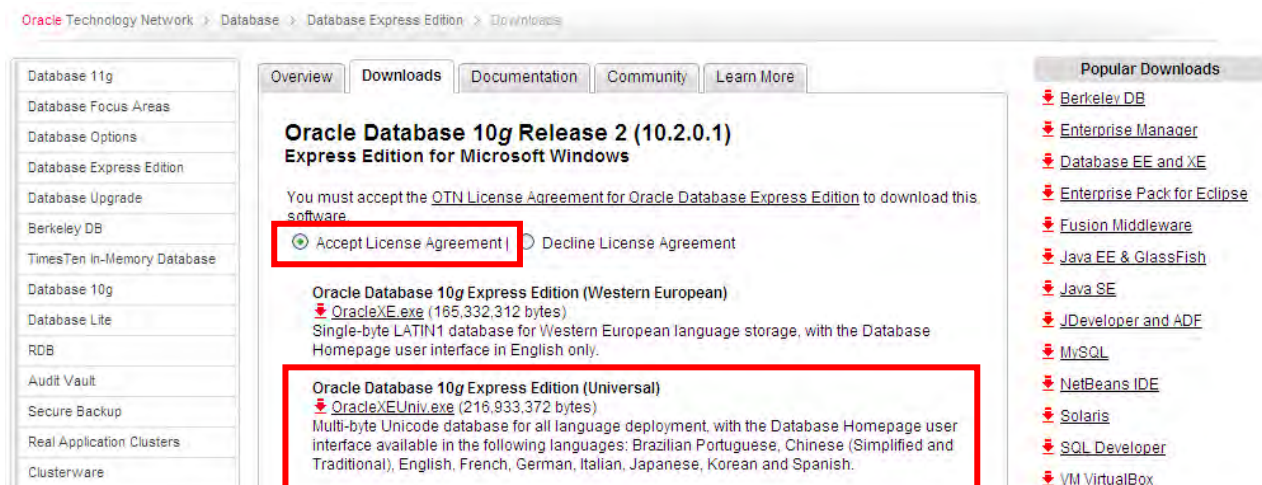 Oracle Technology Network > Database > Database Express Edition > Downloads
Database 11g
Database Focus Areas
Database Options
Database Express Edition
Database Upgrade
Berkeley DB
TimesTen In-Memory Database
Database 10g
Database Lite
RDB
Audit Vault
Secure Backup
Real Application Clusters
Clusterware
Overview
Downloads
Documentation
Community
Learn More
Oracle Database 10g Release 2 (10.2.0.1)
Express Edition for Microsoft Windows
You must accept the OTN License Agreement for Oracle Database Express Edition to download this
software.
Accept License Agreement | Decline License Agreement
Oracle Database 10g Express Edition (Western European)
OracleXE.exe (165,332,312 bytes)
Single-byte LATIN1 database for Western European language storage, with the Database
Homepage user interface in English only.
Oracle Database 10g Express Edition (Universal)
OracleXEUniv.exe (216,933,372 bytes)
Multi-byte Unicode database for all language deployment, with the Database Homepage user
interface available in the following languages: Brazilian Portuguese, Chinese (Simplified and
Traditional), English, French, German, Italian, Japanese, Korean and Spanish.
Popular Downloads
Berkeley DB
Enterprise Manager
Database EE and XE
Enterprise Pack for Eclipse
Fusion Middleware
Java EE & GlassFish
Java SE
JDeveloper and ADF
MySQL
NetBeans IDE
Solaris
SQL Developer
VM VirtualBox